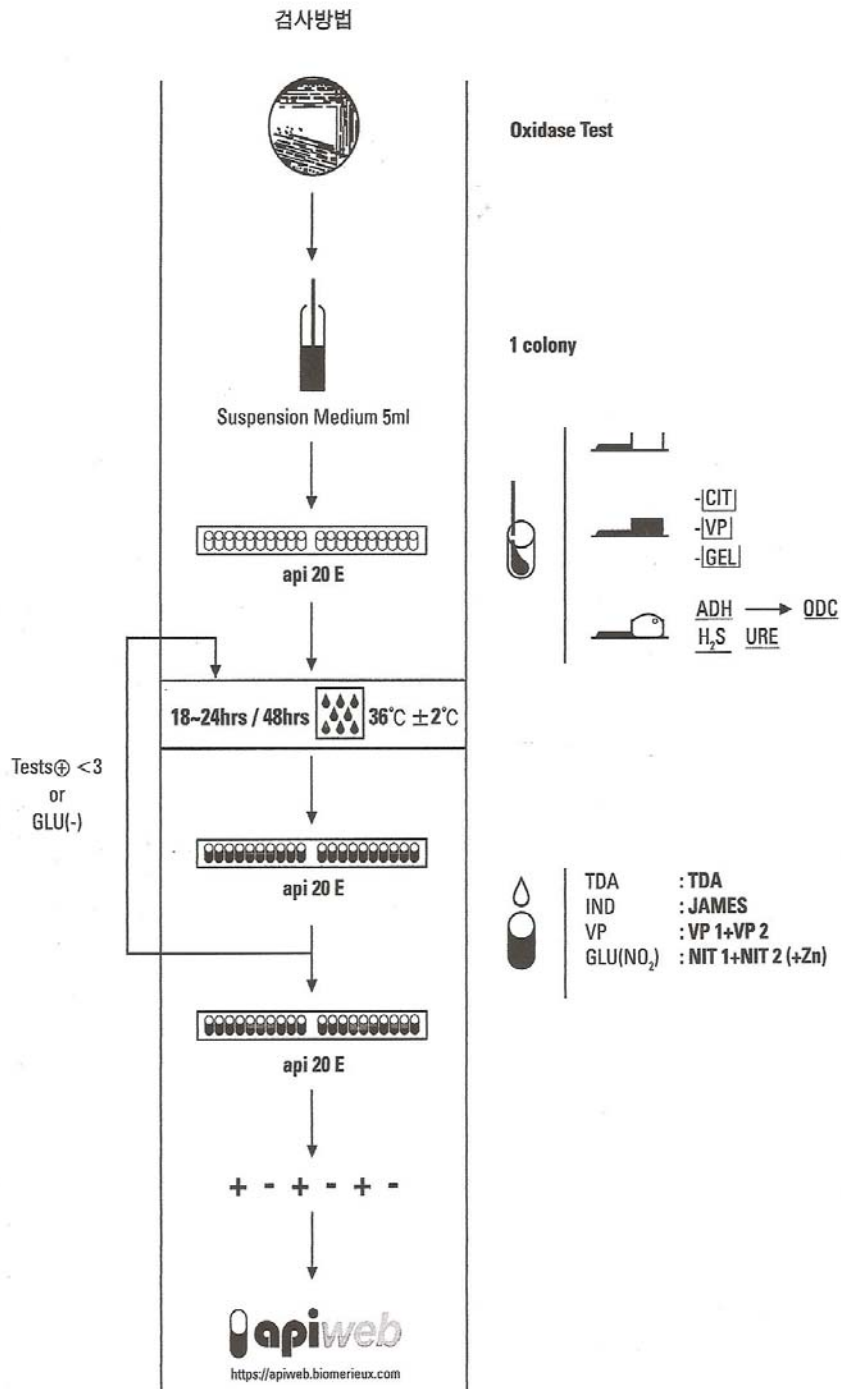 검사방법
Oxidase Test
1 colony
Suspension Medium 5ml
api 20 E
-CIT
-VP
-GEL
ADH → ODC
H₂S URE
18~24hrs / 48hrs 36℃ ±2℃
Tests⊕ <3
or
GLU(-)
api 20 E
TDA : TDA
IND : JAMES
VP : VP 1+VP 2
GLU(NO₂) : NIT 1+NIT 2 (+Zn)
api 20 E
+ - + - + -
apiweb
https://apiweb.biomerieux.com